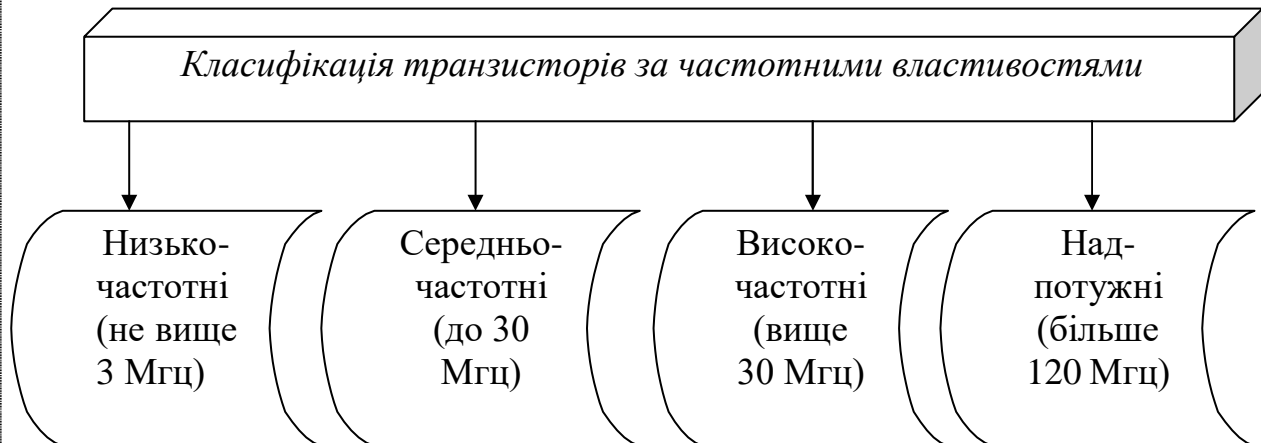 Класифікація транзисторів за частотними властивостями
Низько-
частотні
(не вище
3 Мгц)
Середньо-
частотні
(до 30
Мгц)
Високо-
частотні
(вище
30 Мгц)
Над-
потужні
(більше
120 Мгц)